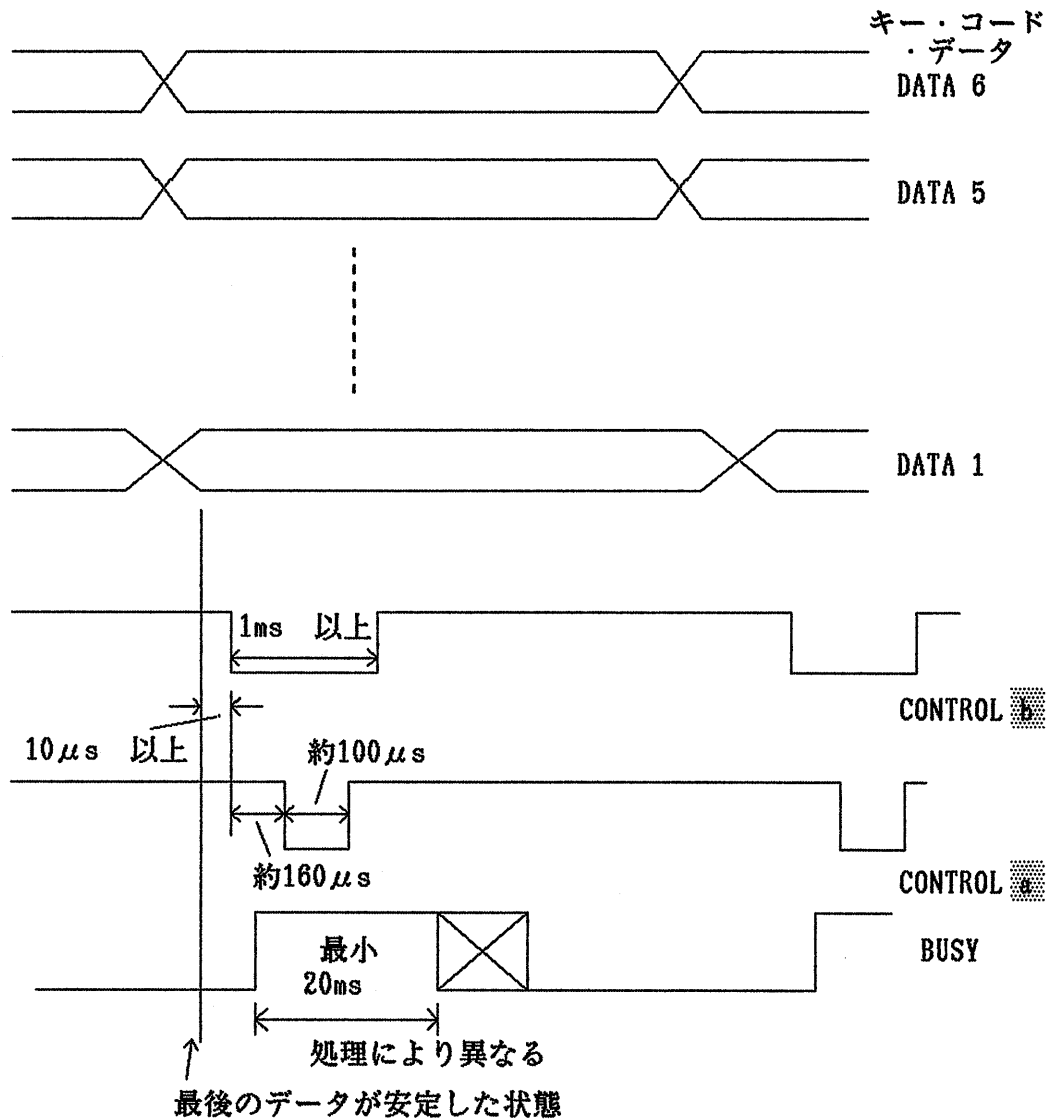 キー・コード
・データ
DATA 6
DATA 5
DATA 1
1ms 以上
CONTROL b
10μs 以上
約100μs
約160μs
CONTROL a
最小
20ms
BUSY
処理により異なる
最後のデータが安定した状態